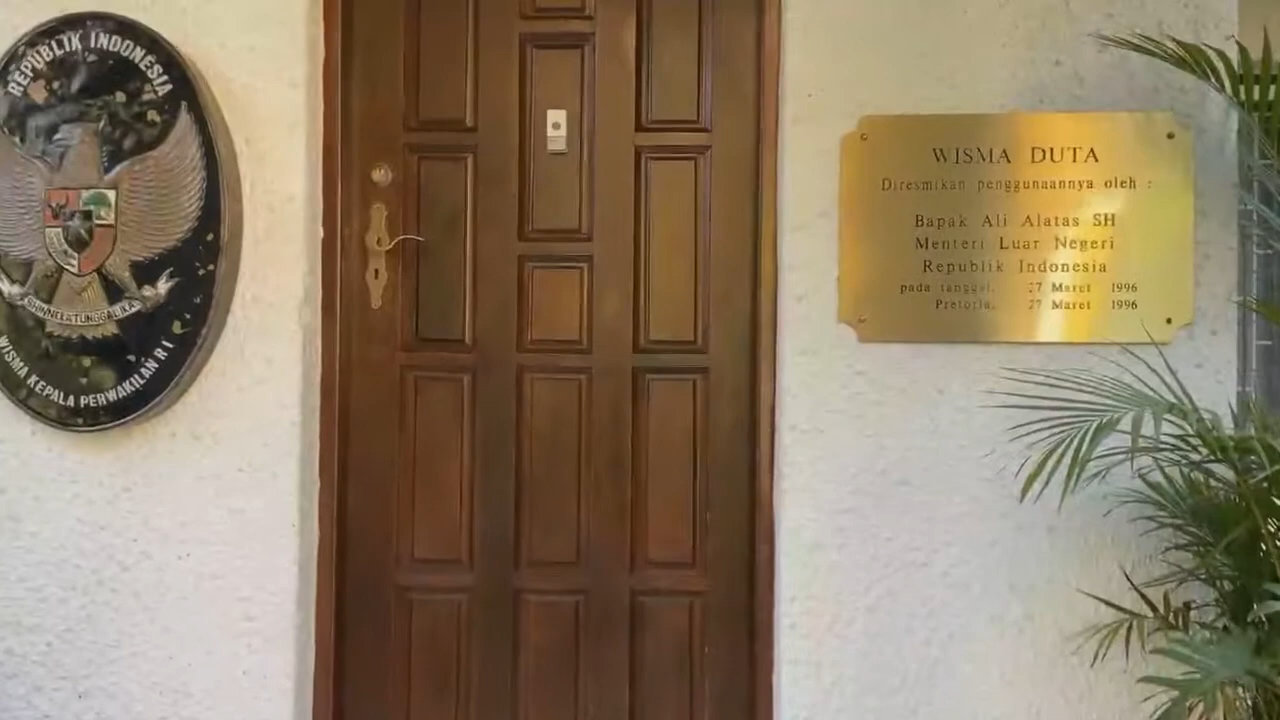 REPUBLIK INDONESIA
BHINNEKA TUNGGAL IKA
WISMA KEPALA PERWAKILAN R I
WISMA DUTA
Diresmikan penggunaannya oleh :
Bapak Ali Alatas SH
Menteri Luar Negeri
Republik Indonesia
pada tanggal, 27 Maret 1996
Pretoria, 27 Maret 1996